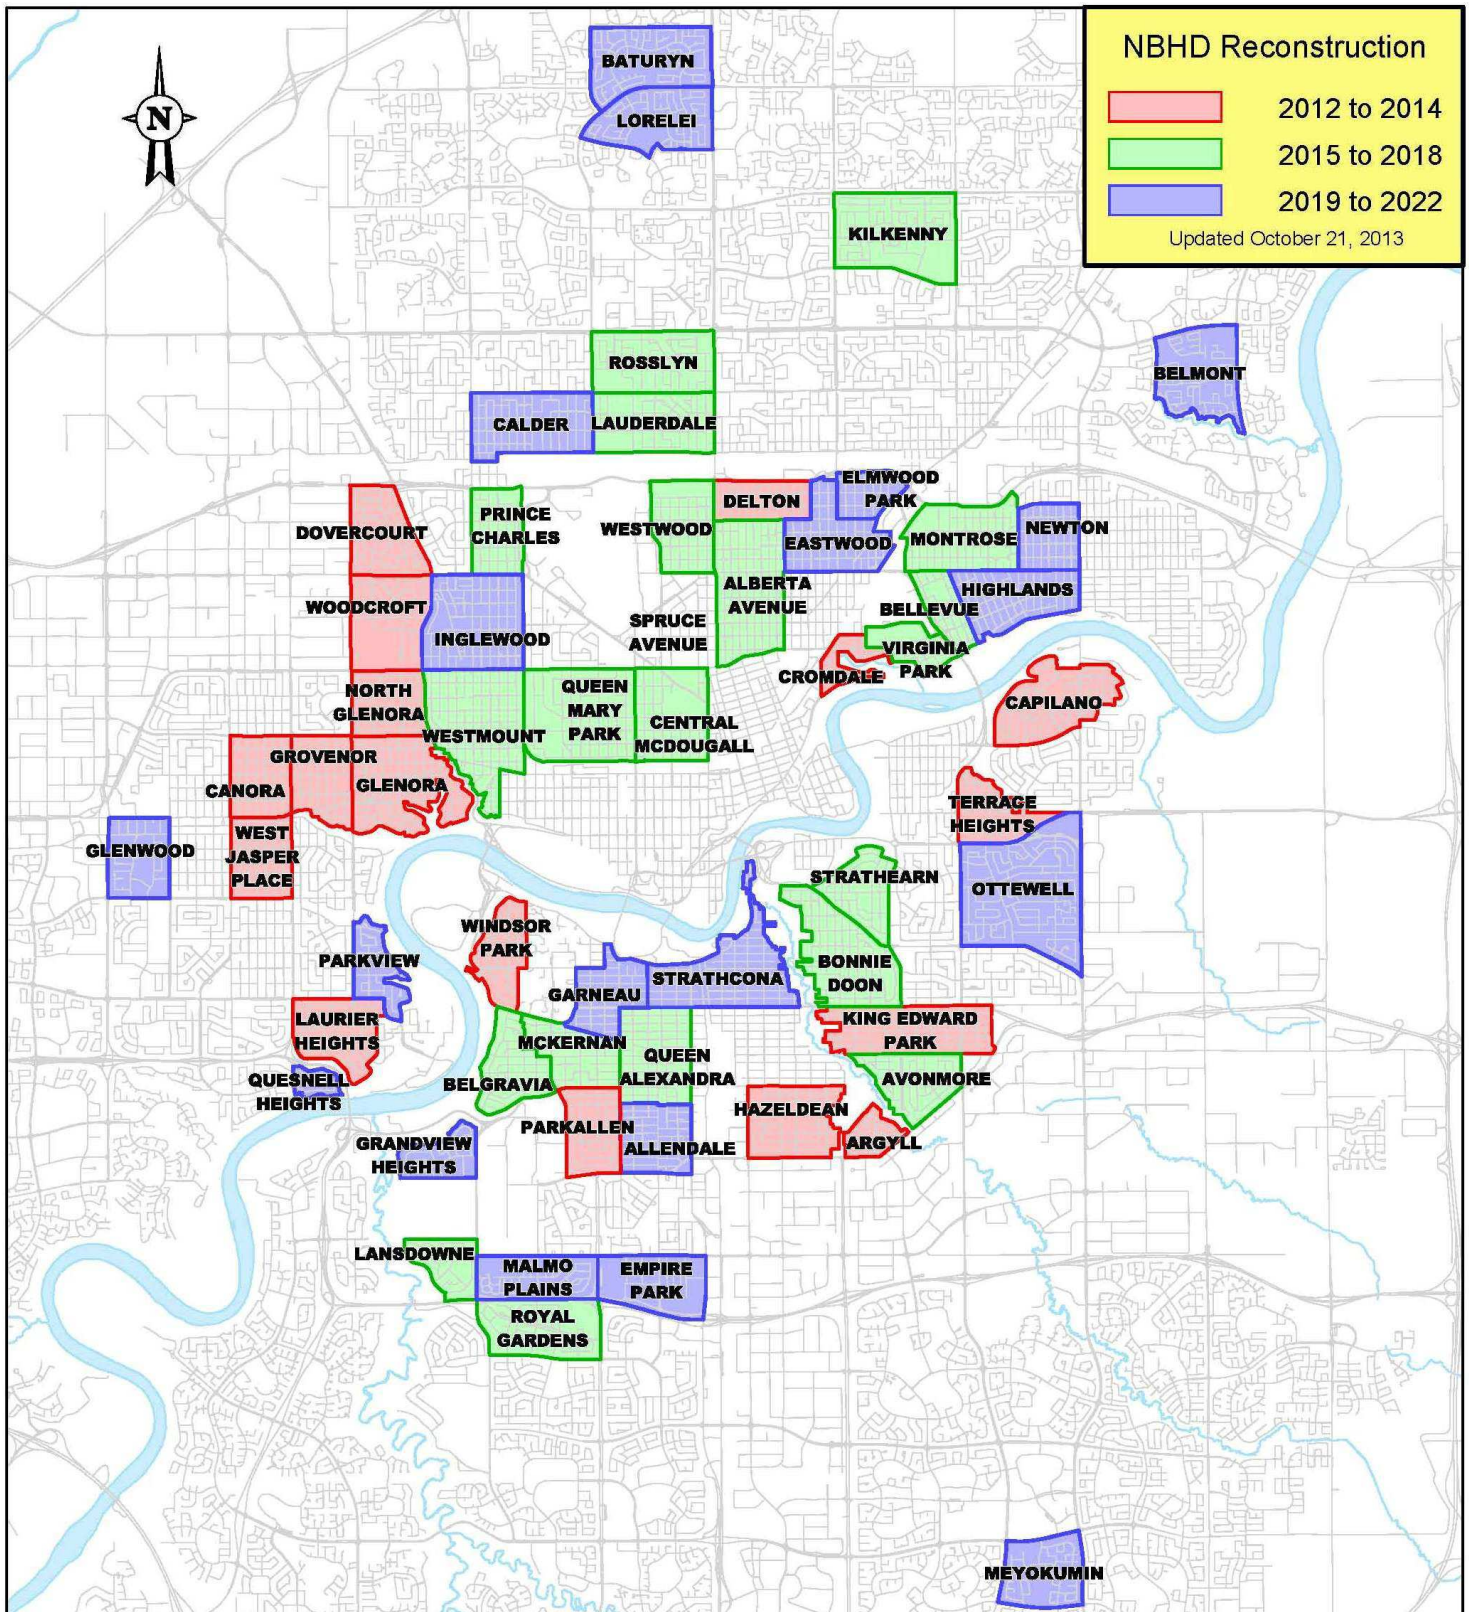 NBHD Reconstruction
2012 to 2014
2015 to 2018
2019 to 2022
Updated October 21, 2013
N
BATURYN
LORELEI
KILKENNY
BELMONT
ROSSLYN
CALDER
LAUDERDALE
DOVERCOURT
PRINCE
CHARLES
WESTWOOD
DELTON
ELMWOOD
PARK
EASTWOOD
MONTROSE
NEWTON
WOODCROFT
INGLEWOOD
SPRUCE
AVENUE
ALBERTA
AVENUE
BELLEVUE
HIGHLANDS
VIRGINIA
PARK
CROMDALE
NORTH
GLENORA
WESTMOUNT
QUEEN
MARY
PARK
CENTRAL
MCDOUGALL
CAPILANO
GROVENOR
CANORA
GLENORA
TERRACE
HEIGHTS
GLENWOOD
WEST
JASPER
PLACE
STRATHEARN
OTTEWELL
WINDSOR
PARK
PARKVIEW
GARNEAU
STRATHCONA
BONNIE
DOON
LAURIER
HEIGHTS
KING EDWARD
PARK
MCKERNAN
QUEEN
ALEXANDRA
QUESNELL
HEIGHTS
BELGRAVIA
AVONMORE
HAZELDEAN
PARKALLEN
ALLENDALE
ARGYLL
GRANDVIEW
HEIGHTS
LANSDOWNE
MALMO
PLAINS
EMPIRE
PARK
ROYAL
GARDENS
MEYOKUMIN